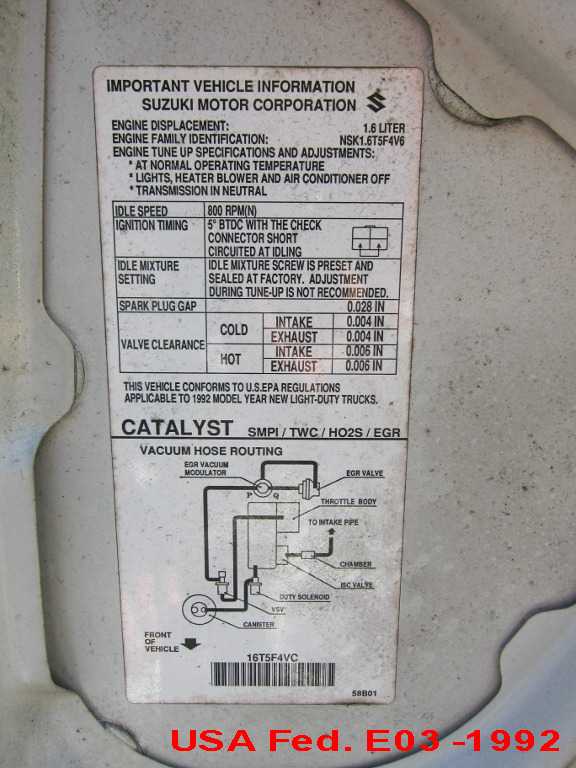 IMPORTANT VEHICLE INFORMATION
SUZUKI MOTOR CORPORATION
ENGINE DISPLACEMENT: 1.6 LITER
ENGINE FAMILY IDENTIFICATION: NSK1.6T5F4V6
ENGINE TUNE UP SPECIFICATIONS AND ADJUSTMENTS:
* AT NORMAL OPERATING TEMPERATURE
* LIGHTS, HEATER BLOWER AND AIR CONDITIONER OFF
* TRANSMISSION IN NEUTRAL
IDLE SPEED 800 RPM(N)
IGNITION TIMING 5° BTDC WITH THE CHECK
CONNECTOR SHORT
CIRCUITED AT IDLING
IDLE MIXTURE IDLE MIXTURE SCREW IS PRESET AND
SETTING SEALED AT FACTORY. ADJUSTMENT
DURING TUNE-UP IS NOT RECOMMENDED.
SPARK PLUG GAP 0.028 IN
VALVE CLEARANCE
COLD INTAKE 0.004 IN
EXHAUST 0.004 IN
HOT INTAKE 0.006 IN
EXHAUST 0.006 IN
THIS VEHICLE CONFORMS TO U.S.EPA REGULATIONS
APPLICABLE TO 1992 MODEL YEAR NEW LIGHT-DUTY TRUCKS.
CATALYST SMPI / TWC / HO2S / EGR
VACUUM HOSE ROUTING
EGR VACUUM
MODULATOR
EGR VALVE
P Q
THROTTLE BODY
TO INTAKE PIPE
CHAMBER
ISC VALVE
DUTY SOLENOID
VSV
CANISTER
FRONT
OF
VEHICLE
16T5F4VC
58B01
USA Fed. E03 -1992